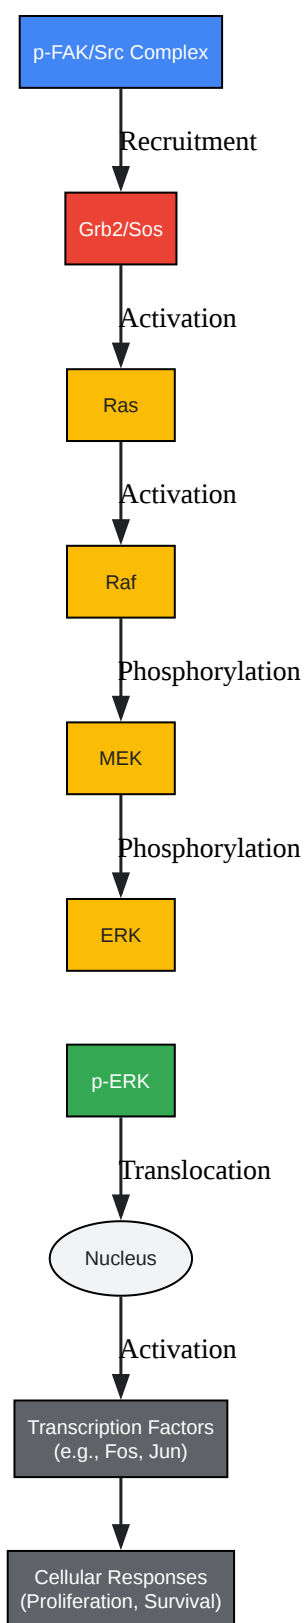 p-FAK/Src Complex
Recruitment
Grb2/Sos
Activation
Ras
Activation
Raf
Phosphorylation
MEK
Phosphorylation
ERK
p-ERK
Translocation
Nucleus
Activation
Transcription Factors
(e.g., Fos, Jun)
Cellular Responses
(Proliferation, Survival)